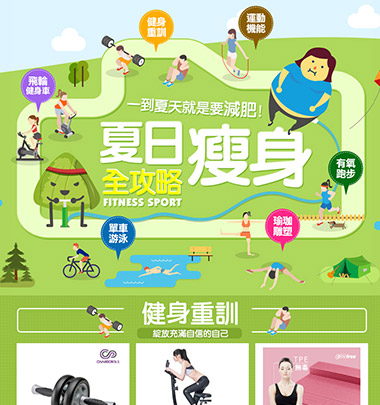 健身
重訓
運動
機能
飛輪
健身車
一到夏天就是要減肥!
夏日瘦身
全攻略
FITNESS SPORT
有氧
跑步
單車
游泳
瑜珈
雕塑
健身重訓
綻放充滿自信的自己
TPE